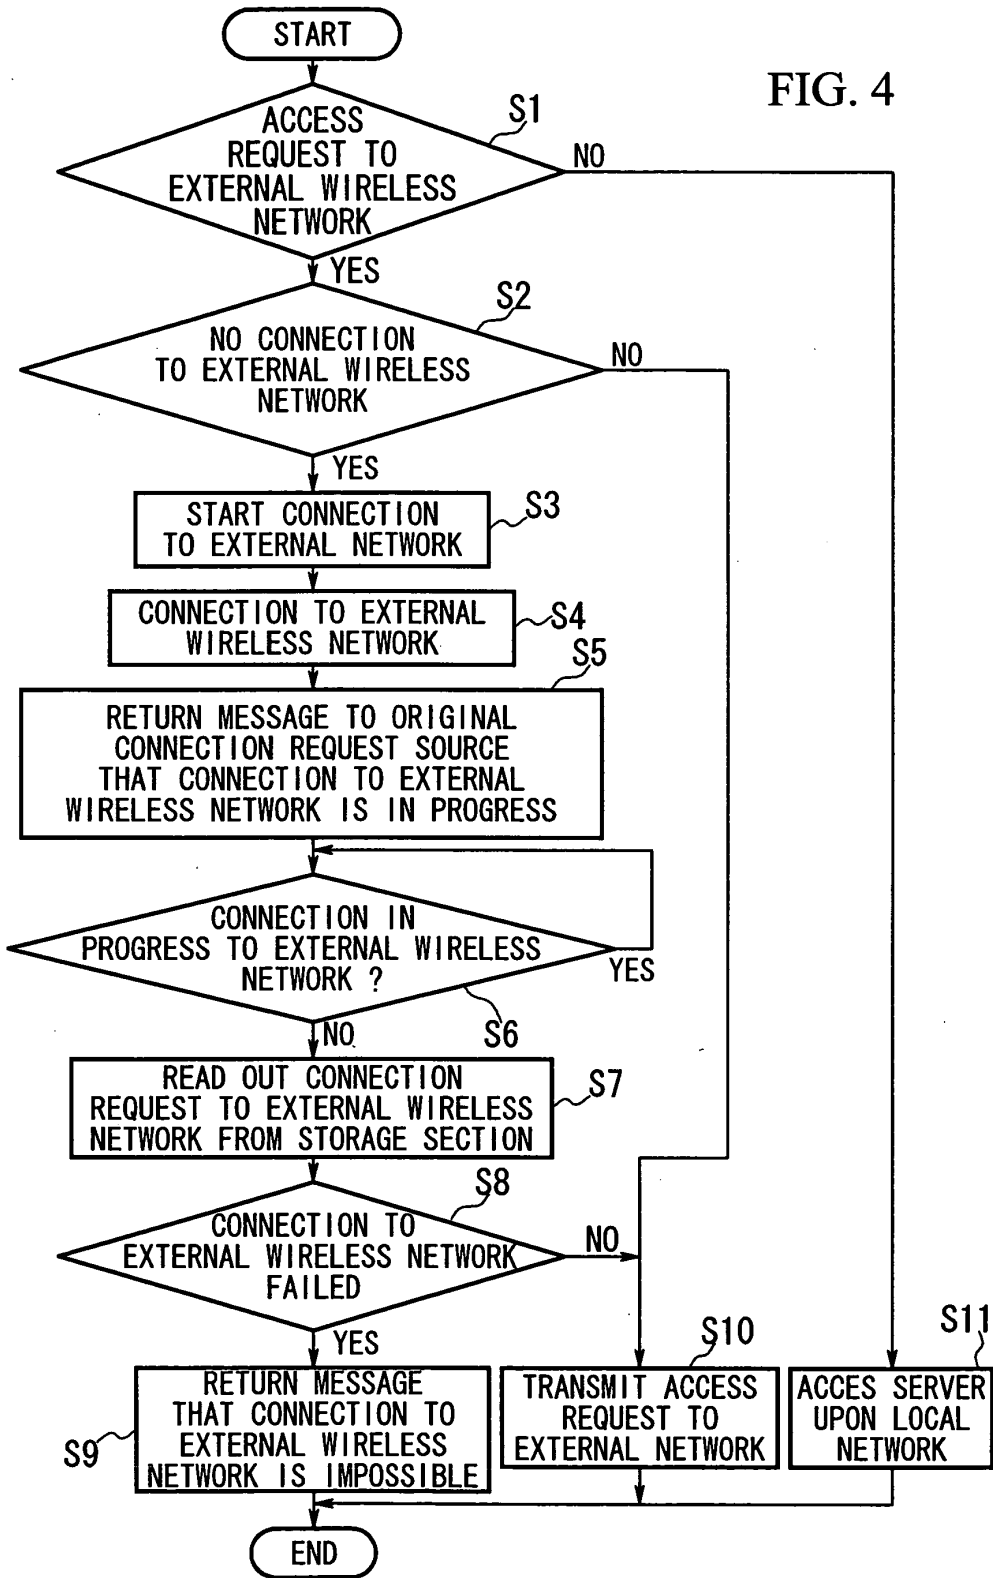 START
FIG. 4
S1
ACCESS
REQUEST TO
EXTERNAL WIRELESS
NETWORK
NO
YES
S2
NO CONNECTION
TO EXTERNAL WIRELESS
NETWORK
NO
YES
S3
START CONNECTION
TO EXTERNAL NETWORK
S4
CONNECTION TO EXTERNAL
WIRELESS NETWORK
S5
RETURN MESSAGE TO ORIGINAL
CONNECTION REQUEST SOURCE
THAT CONNECTION TO EXTERNAL
WIRELESS NETWORK IS IN PROGRESS
CONNECTION IN
PROGRESS TO EXTERNAL WIRELESS
NETWORK ?
YES
S6
NO
S7
READ OUT CONNECTION
REQUEST TO EXTERNAL WIRELESS
NETWORK FROM STORAGE SECTION
S8
CONNECTION TO
EXTERNAL WIRELESS NETWORK
FAILED
NO
YES
S9
RETURN MESSAGE
THAT CONNECTION TO
EXTERNAL WIRELESS
NETWORK IS IMPOSSIBLE
S10
TRANSMIT ACCESS
REQUEST TO
EXTERNAL NETWORK
S11
ACCES SERVER
UPON LOCAL
NETWORK
END